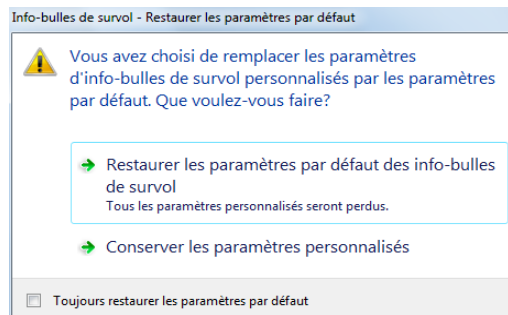 Info-bulles de survol - Restaurer les paramètres par défaut
Vous avez choisi de remplacer les paramètres
d'info-bulles de survol personnalisés par les paramètres
par défaut. Que voulez-vous faire?
Restaurer les paramètres par défaut des info-bulles
de survol
Tous les paramètres personnalisés seront perdus.
Conserver les paramètres personnalisés
Toujours restaurer les paramètres par défaut